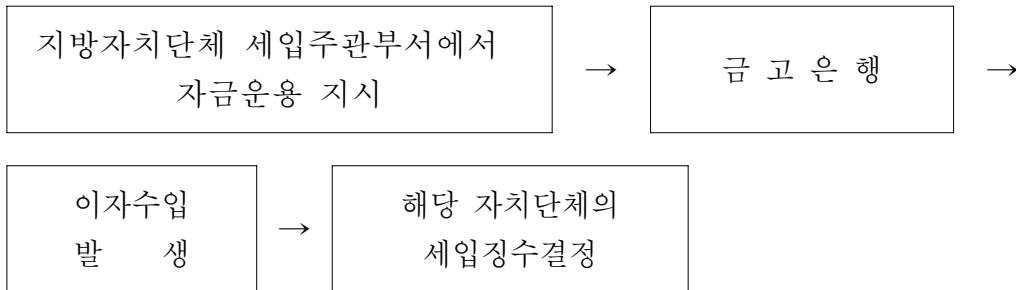 지방자치단체 세입주관부서에서
자금운용 지시
→
금 고 은 행
→
이자수입
발 생
→
해당 자치단체의
세입징수결정